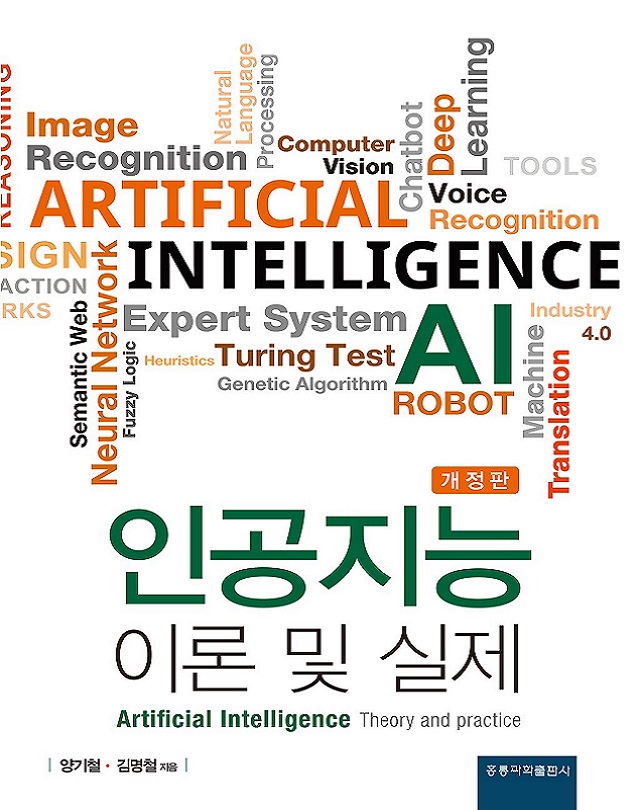 REASONING
Image
Recognition
Natural
Language
Processing
Computer
Vision
Chatbot
Deep
Learning
TOOLS
Voice
Recognition
ARTIFICIAL
INTELLIGENCE
SIGN
ACTION
RKS
Semantic Web
Neural Network
Fuzzy Logic
Expert System
Heuristics
Turing Test
Genetic Algorithm
AI
ROBOT
Industry
4.0
Machine
Translation
개정판
인공지능
이론 및 실제
Artificial Intelligence Theory and practice
양기철 · 김명철 지음
홍릉과학출판사